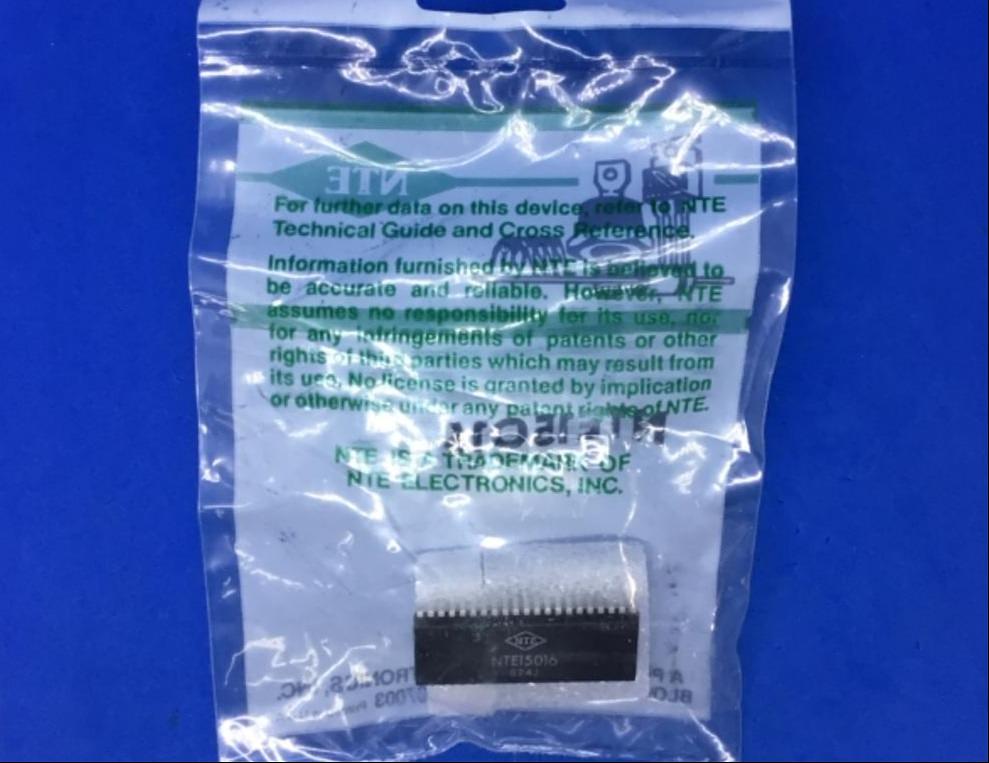 NTE
For further data on this device, refer to NTE
Technical Guide and Cross Reference.
Information furnished by NTE is believed to
be accurate and reliable. However, NTE
assumes no responsibility for its use, nor
for any infringements of patents or other
rights of third parties which may result from
its use. No license is granted by implication
or otherwise under any patent rights of NTE.
NTE IS A TRADEMARK OF
NTE ELECTRONICS, INC.
NTE
NTE15016
07003